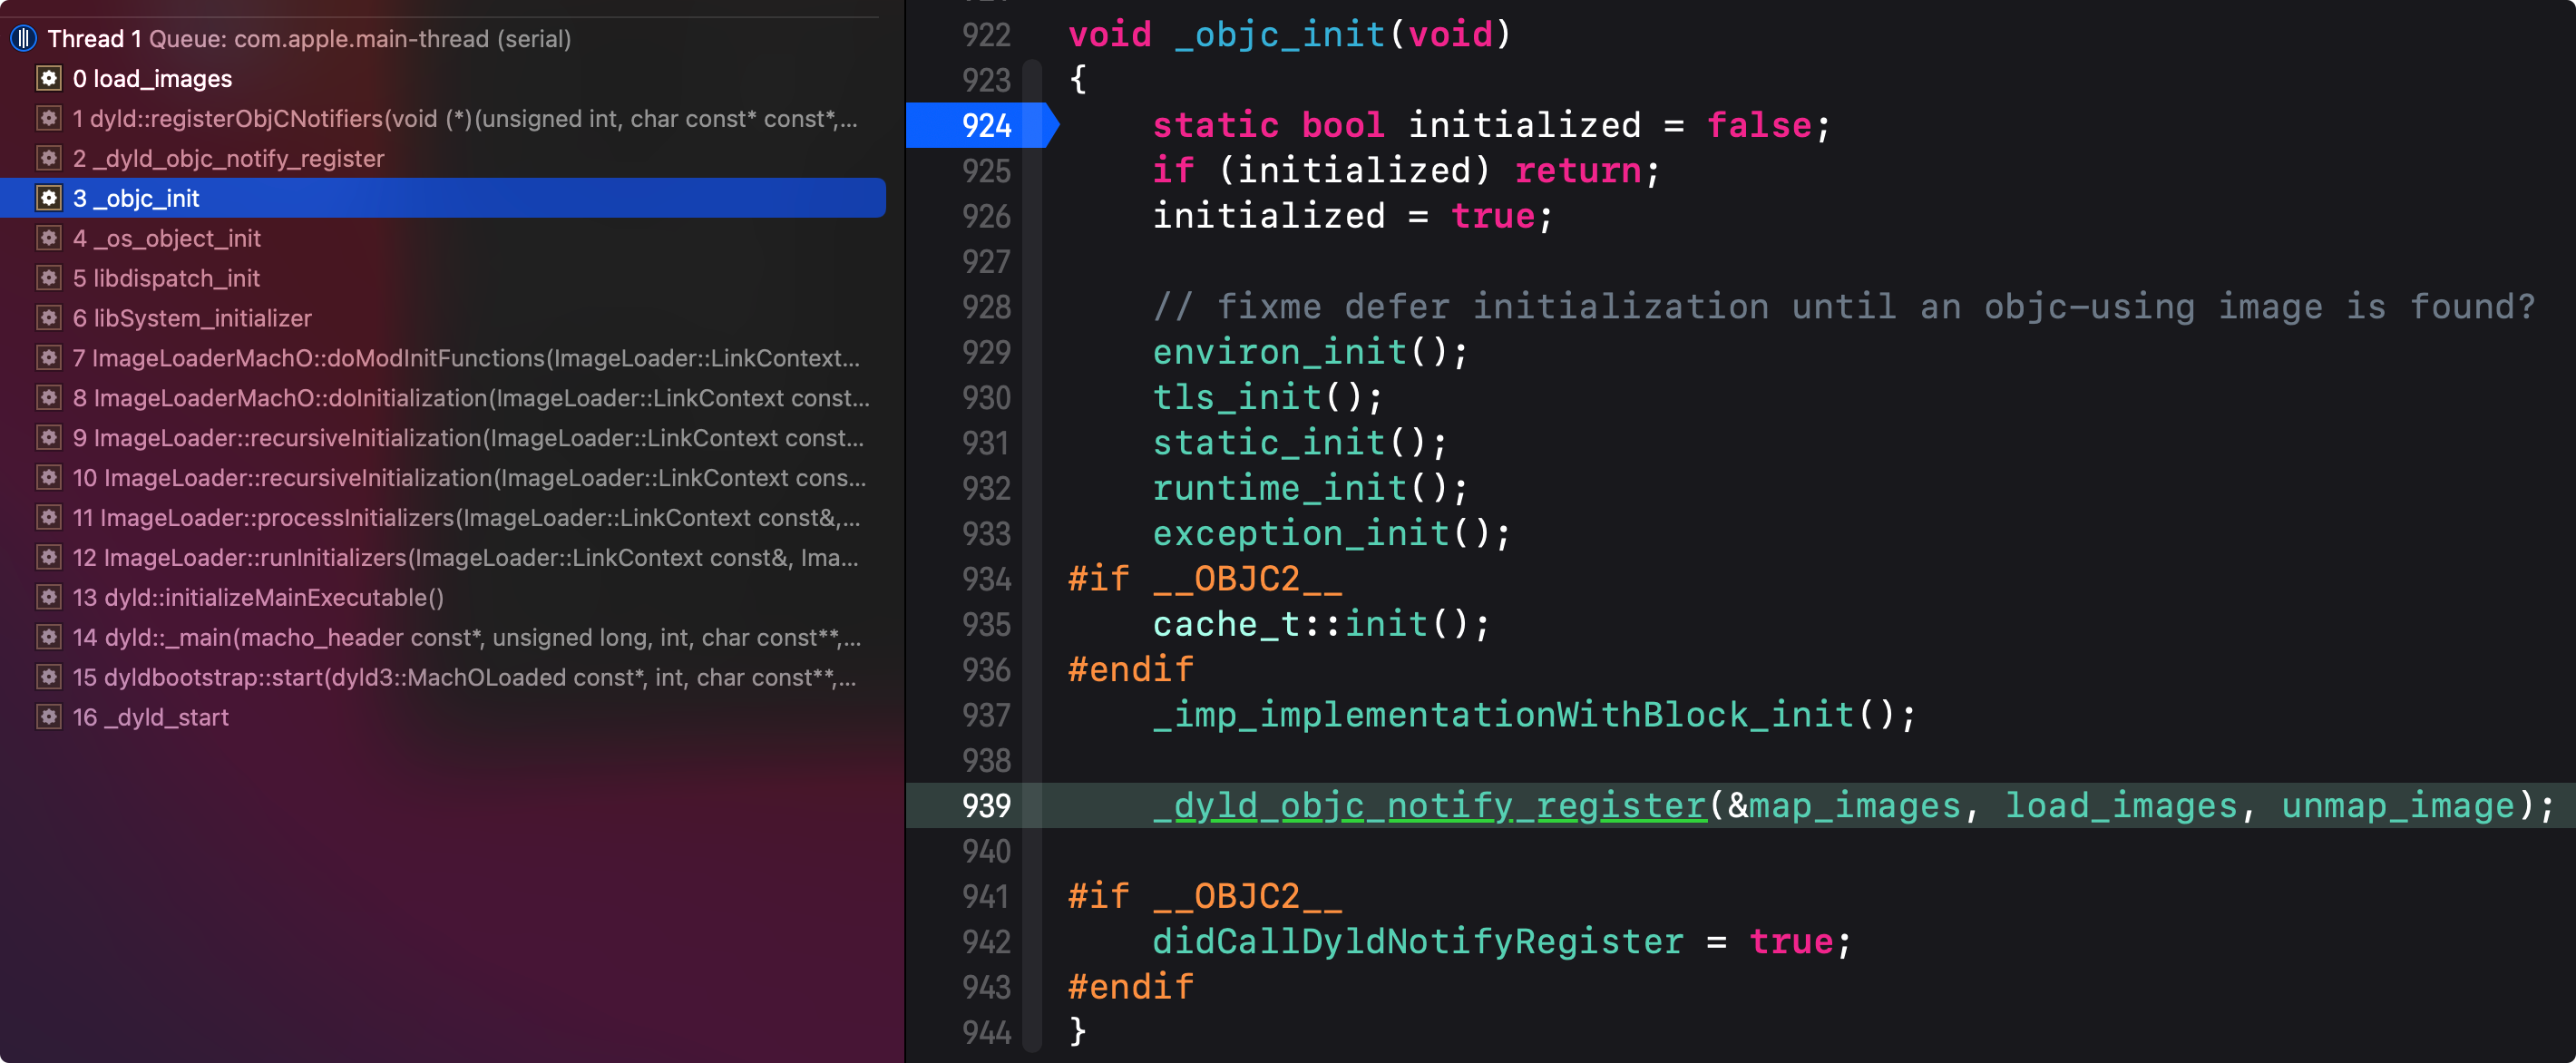 Thread 1 Queue: com.apple.main-thread (serial)
0 load_images
1 dyld::registerObjCNotifiers(void (*)(unsigned int, char const* const*,...
2 _dyld_objc_notify_register
3 _objc_init
4 _os_object_init
5 libdispatch_init
6 libSystem_initializer
7 ImageLoaderMachO::doModInitFunctions(ImageLoader::LinkContext...
8 ImageLoaderMachO::doInitialization(ImageLoader::LinkContext const...
9 ImageLoader::recursiveInitialization(ImageLoader::LinkContext const...
10 ImageLoader::recursiveInitialization(ImageLoader::LinkContext cons...
11 ImageLoader::processInitializers(ImageLoader::LinkContext const&,...
12 ImageLoader::runInitializers(ImageLoader::LinkContext const&, Ima...
13 dyld::initializeMainExecutable()
14 dyld::_main(macho_header const*, unsigned long, int, char const**,...
15 dyldbootstrap::start(dyld3::MachOLoaded const*, int, char const**,...
16 _dyld_start
922 void _objc_init(void)
923 {
924     static bool initialized = false;
925     if (initialized) return;
926     initialized = true;
927
928     // fixme defer initialization until an objc-using image is found?
929     environ_init();
930     tls_init();
931     static_init();
932     runtime_init();
933     exception_init();
934 #if __OBJC2__
935     cache_t::init();
936 #endif
937     _imp_implementationWithBlock_init();
938
939     _dyld_objc_notify_register(&map_images, load_images, unmap_image);
940
941 #if __OBJC2__
942     didCallDyldNotifyRegister = true;
943 #endif
944 }